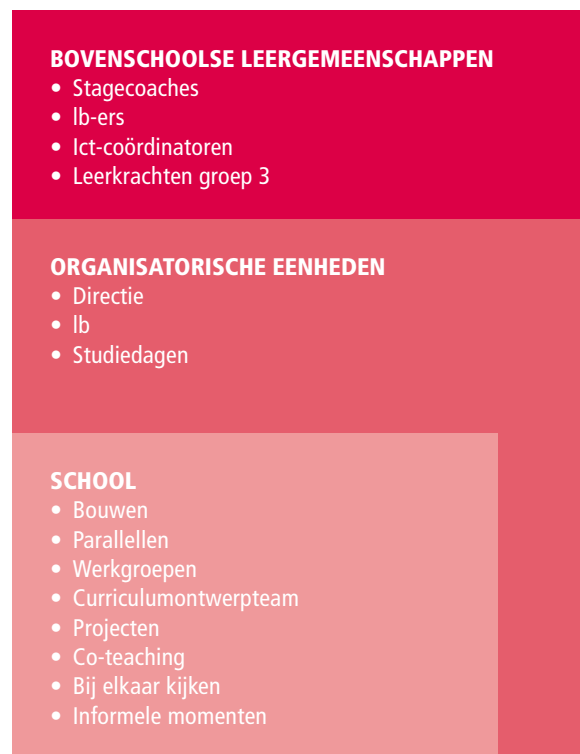 BOVENSCHOOLSE LEERGEMEENSCHAPPEN
• Stagecoaches
• Ib-ers
• Ict-coördinatoren
• Leerkrachten groep 3
ORGANISATORISCHE EENHEDEN
• Directie
• Ib
• Studiedagen
SCHOOL
• Bouwen
• Parallellen
• Werkgroepen
• Curriculumontwerpteam
• Projecten
• Co-teaching
• Bij elkaar kijken
• Informele momenten